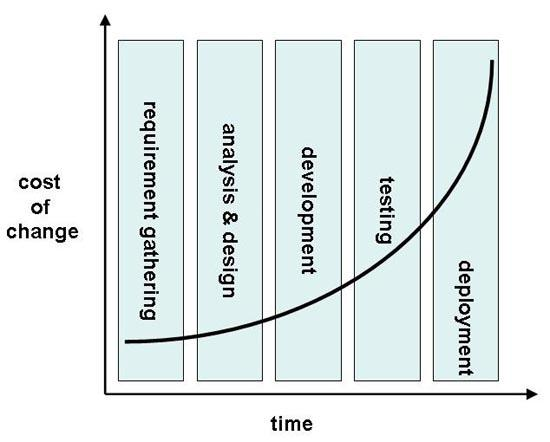 cost
of
change
requirement gathering
analysis & design
development
testing
deployment
time